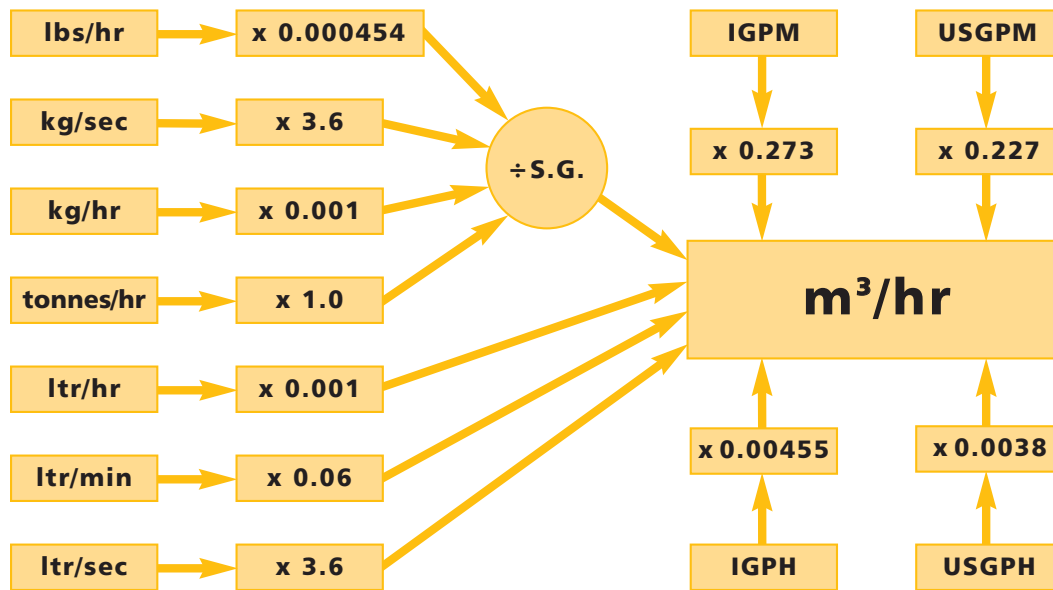 lbs/hr
x 0.000454
kg/sec
x 3.6
kg/hr
x 0.001
tonnes/hr
x 1.0
÷S.G.
ltr/hr
x 0.001
ltr/min
x 0.06
ltr/sec
x 3.6
IGPM
x 0.273
USGPM
x 0.227
m³/hr
x 0.00455
IGPH
x 0.0038
USGPH